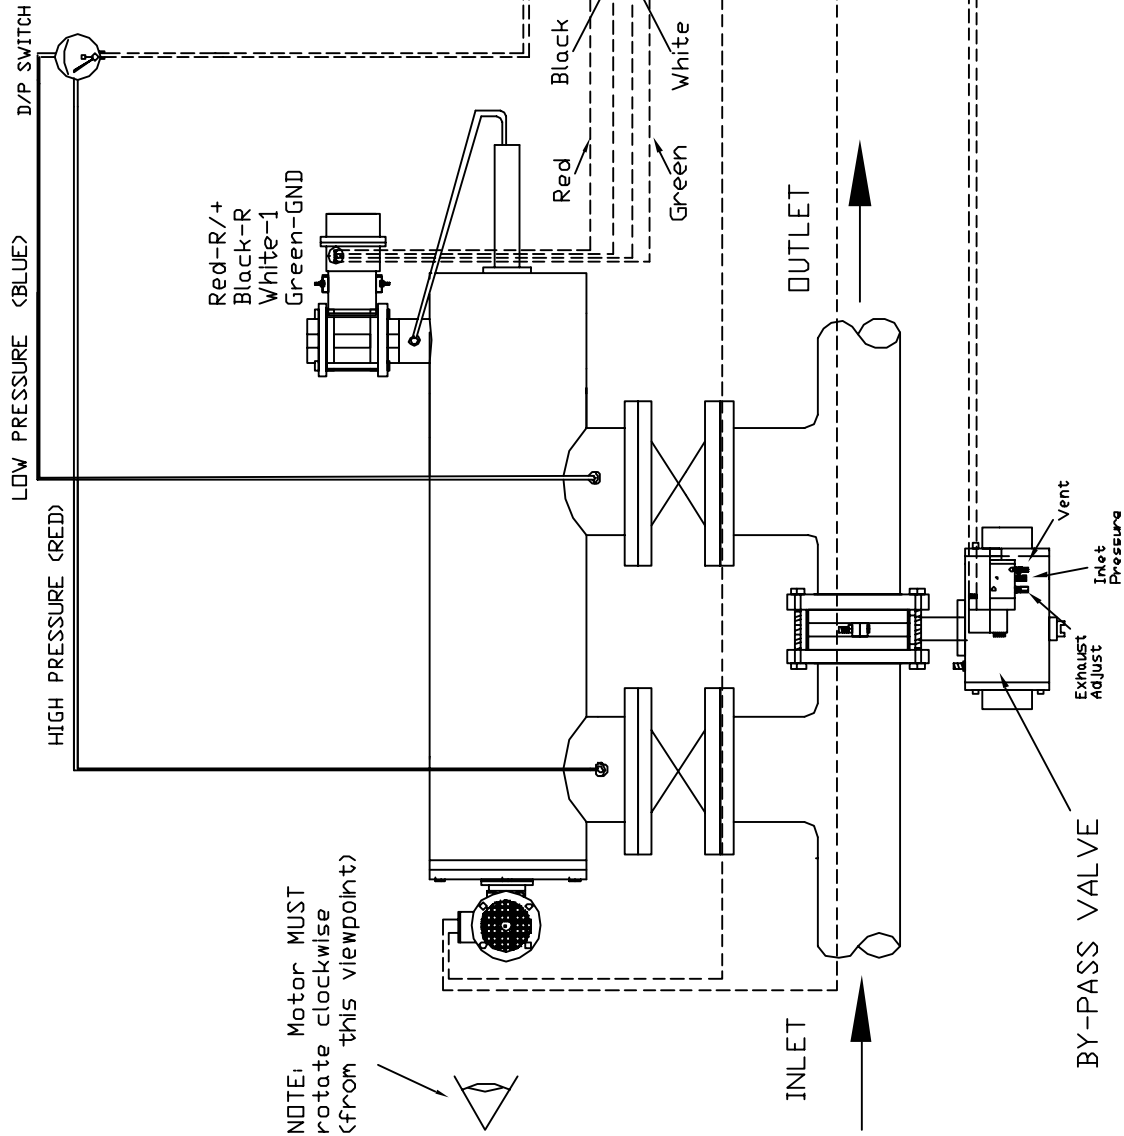 D/P SWITCH
LOW PRESSURE (BLUE)
HIGH PRESSURE (RED)
Red-R/+
Black-R
White-1
Green-GND
Black
White
Red
Green
OUTLET
Vent
Inlet
Pressure
Exhaust
Adjust
BY-PASS VALVE
INLET
NOTE: Motor MUST
rotate clockwise
(from this viewpoint)